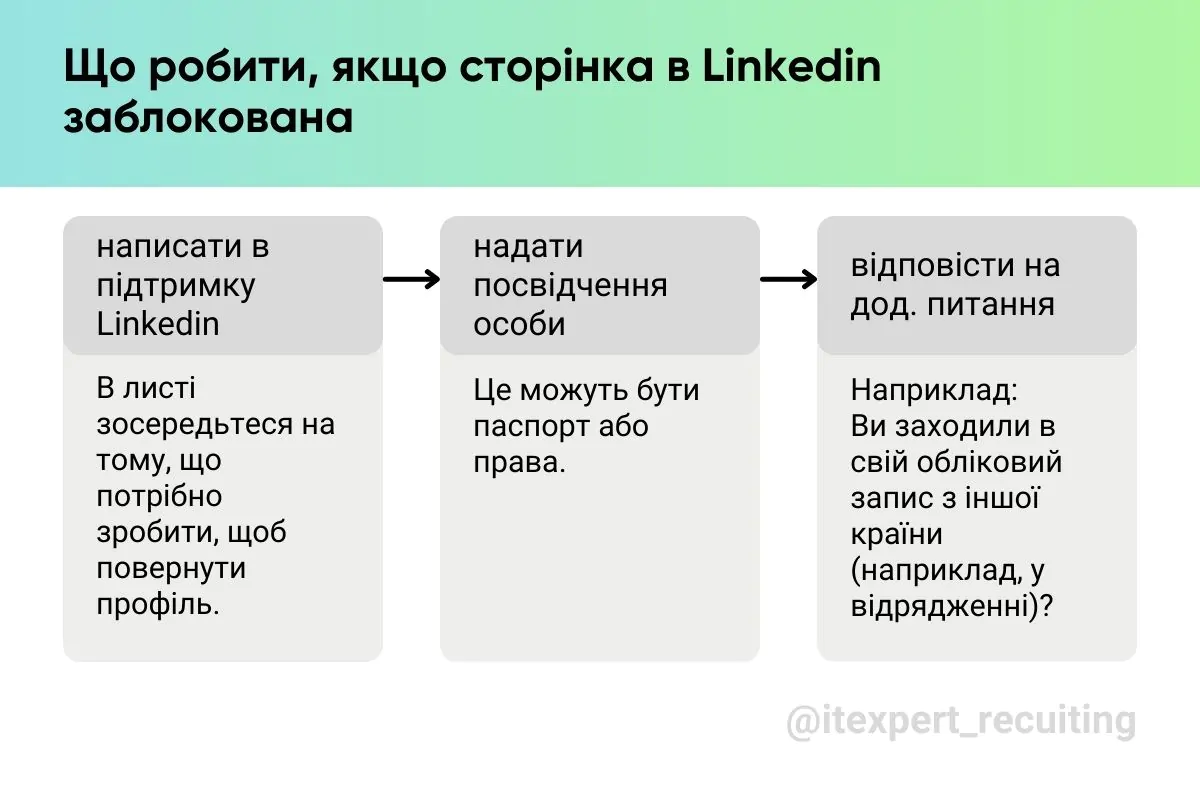 Що робити, якщо сторінка в Linkedin
заблокована
написати в
підтримку
Linkedin
В листі
зосередьтеся на
тому, що
потрібно
зробити, щоб
повернути
профіль.
надати
посвідчення
особи
Це можуть бути
паспорт або
права.
відповісти на
дод. питання
Наприклад:
Ви заходили в
свій обліковий
запис з іншої
країни
(наприклад, у
відрядженні)?
@itexpert_recuiting